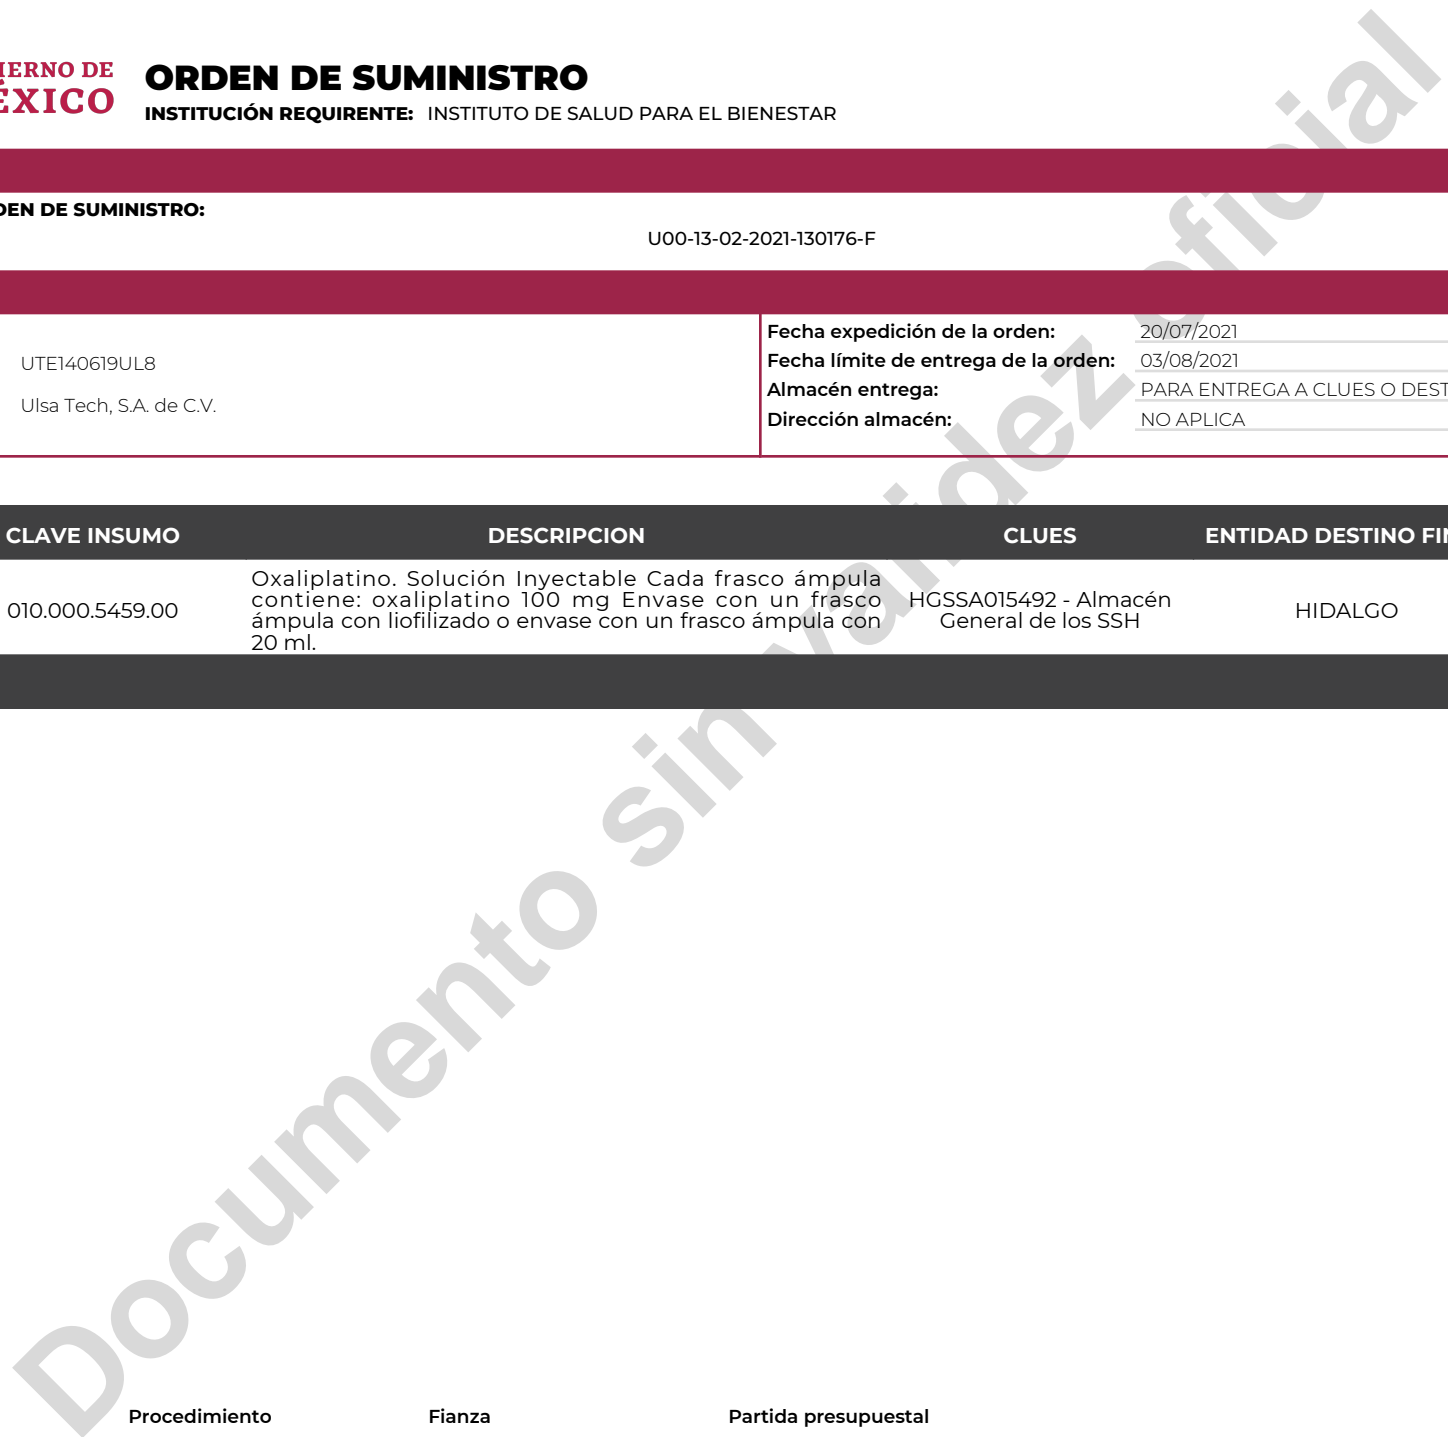 IERNO DE
ÉXICO
ORDEN DE SUMINISTRO
INSTITUCIÓN REQUIRENTE: INSTITUTO DE SALUD PARA EL BIENESTAR
DEN DE SUMINISTRO:
U00-13-02-2021-130176-F
UTE140619UL8
Ulsa Tech, S.A. de C.V.
Fecha expedición de la orden: 20/07/2021
Fecha límite de entrega de la orden: 03/08/2021
Almacén entrega: PARA ENTREGA A CLUES O DEST
Dirección almacén: NO APLICA
CLAVE INSUMO DESCRIPCION CLUES ENTIDAD DESTINO FIN
010.000.5459.00
Oxaliplatino. Solución Inyectable Cada frasco ámpula
contiene: oxaliplatino 100 mg Envase con un frasco
ámpula con liofilizado o envase con un frasco ámpula con
20 ml.
HGSSA015492 - Almacén
General de los SSH
HIDALGO
Documento sin validez oficial
Procedimiento Fianza Partida presupuestal